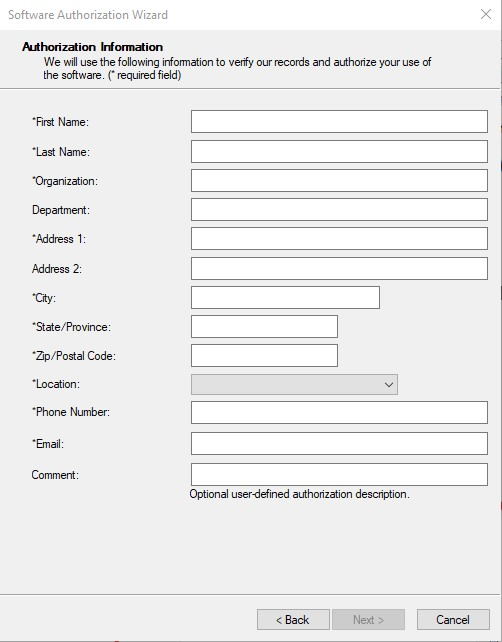 Software Authorization Wizard
Authorization Information
We will use the following information to verify our records and authorize your use of
the software. (* required field)
*First Name:
*Last Name:
*Organization:
Department:
*Address 1:
Address 2:
*City:
*State/Province:
*Zip/Postal Code:
*Location:
*Phone Number:
*Email:
Comment:
Optional user-defined authorization description.
< Back Next > Cancel